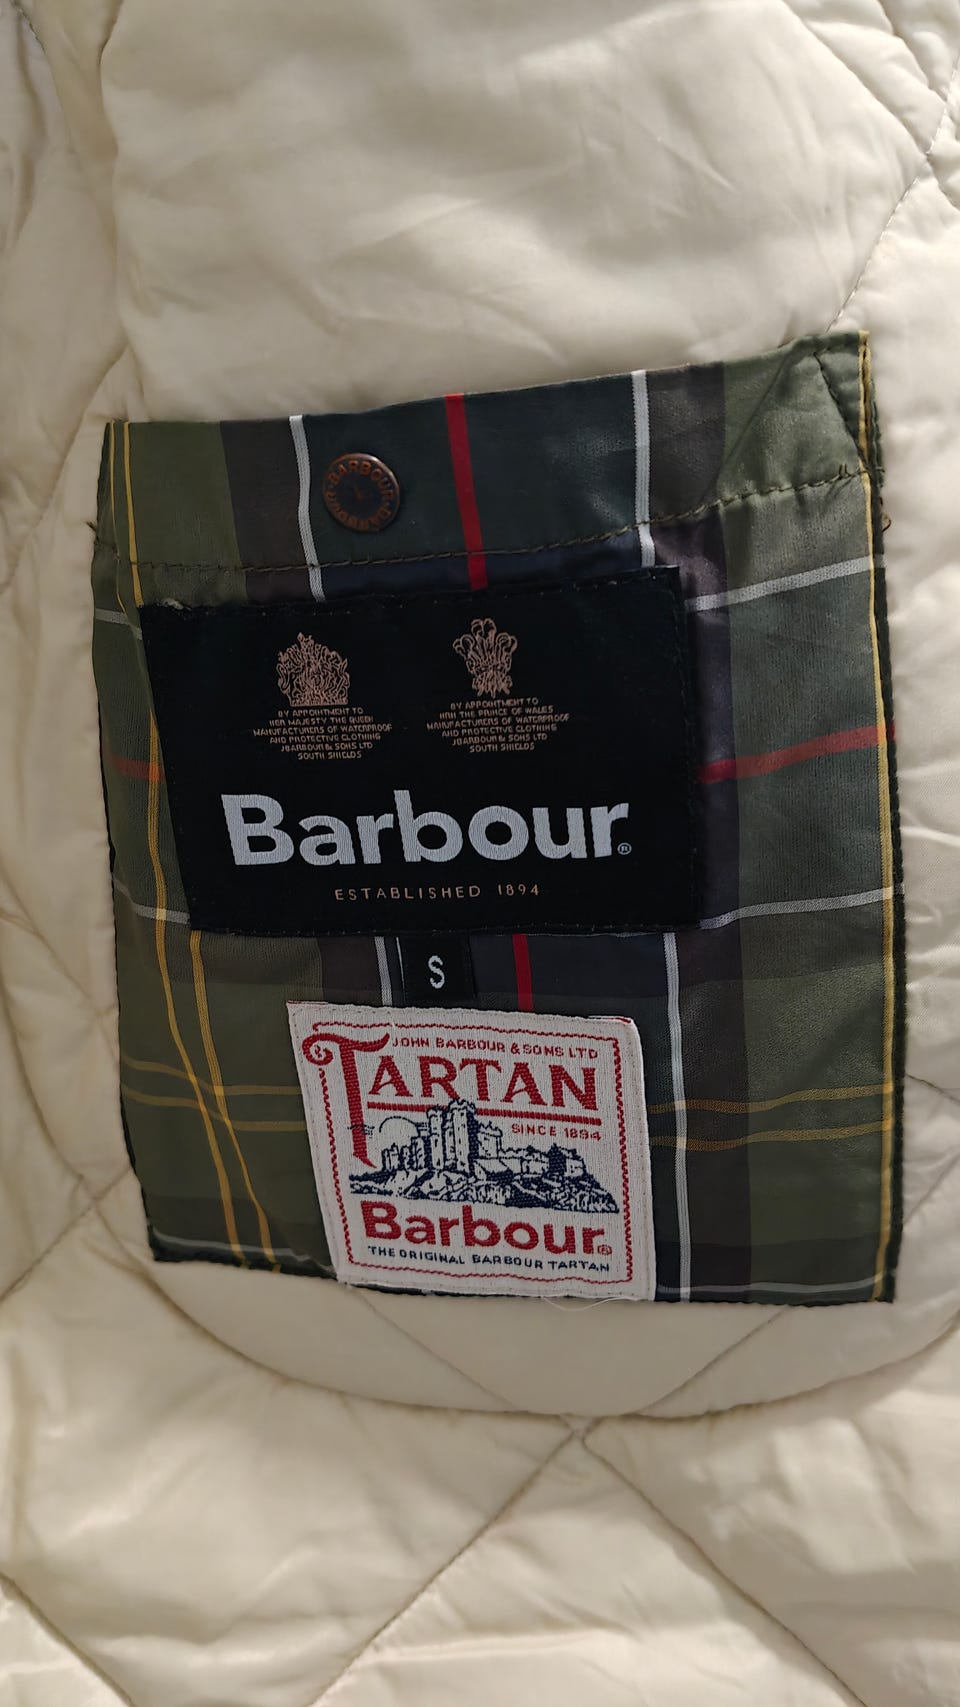 BARBOUR · BARBOUR
BY APPOINTMENT TO
HER MAJESTY THE QUEEN
MANUFACTURERS OF WATERPROOF
AND PROTECTIVE CLOTHING
J BARBOUR & SONS LTD
SOUTH SHIELDS
BY APPOINTMENT TO
HRH THE PRINCE OF WALES
MANUFACTURERS OF WATERPROOF
AND PROTECTIVE CLOTHING
J BARBOUR & SONS LTD
SOUTH SHIELDS
Barbour®
ESTABLISHED 1894
S
JOHN BARBOUR & SONS LTD
TARTAN
SINCE 1894
Barbour®
THE ORIGINAL BARBOUR TARTAN